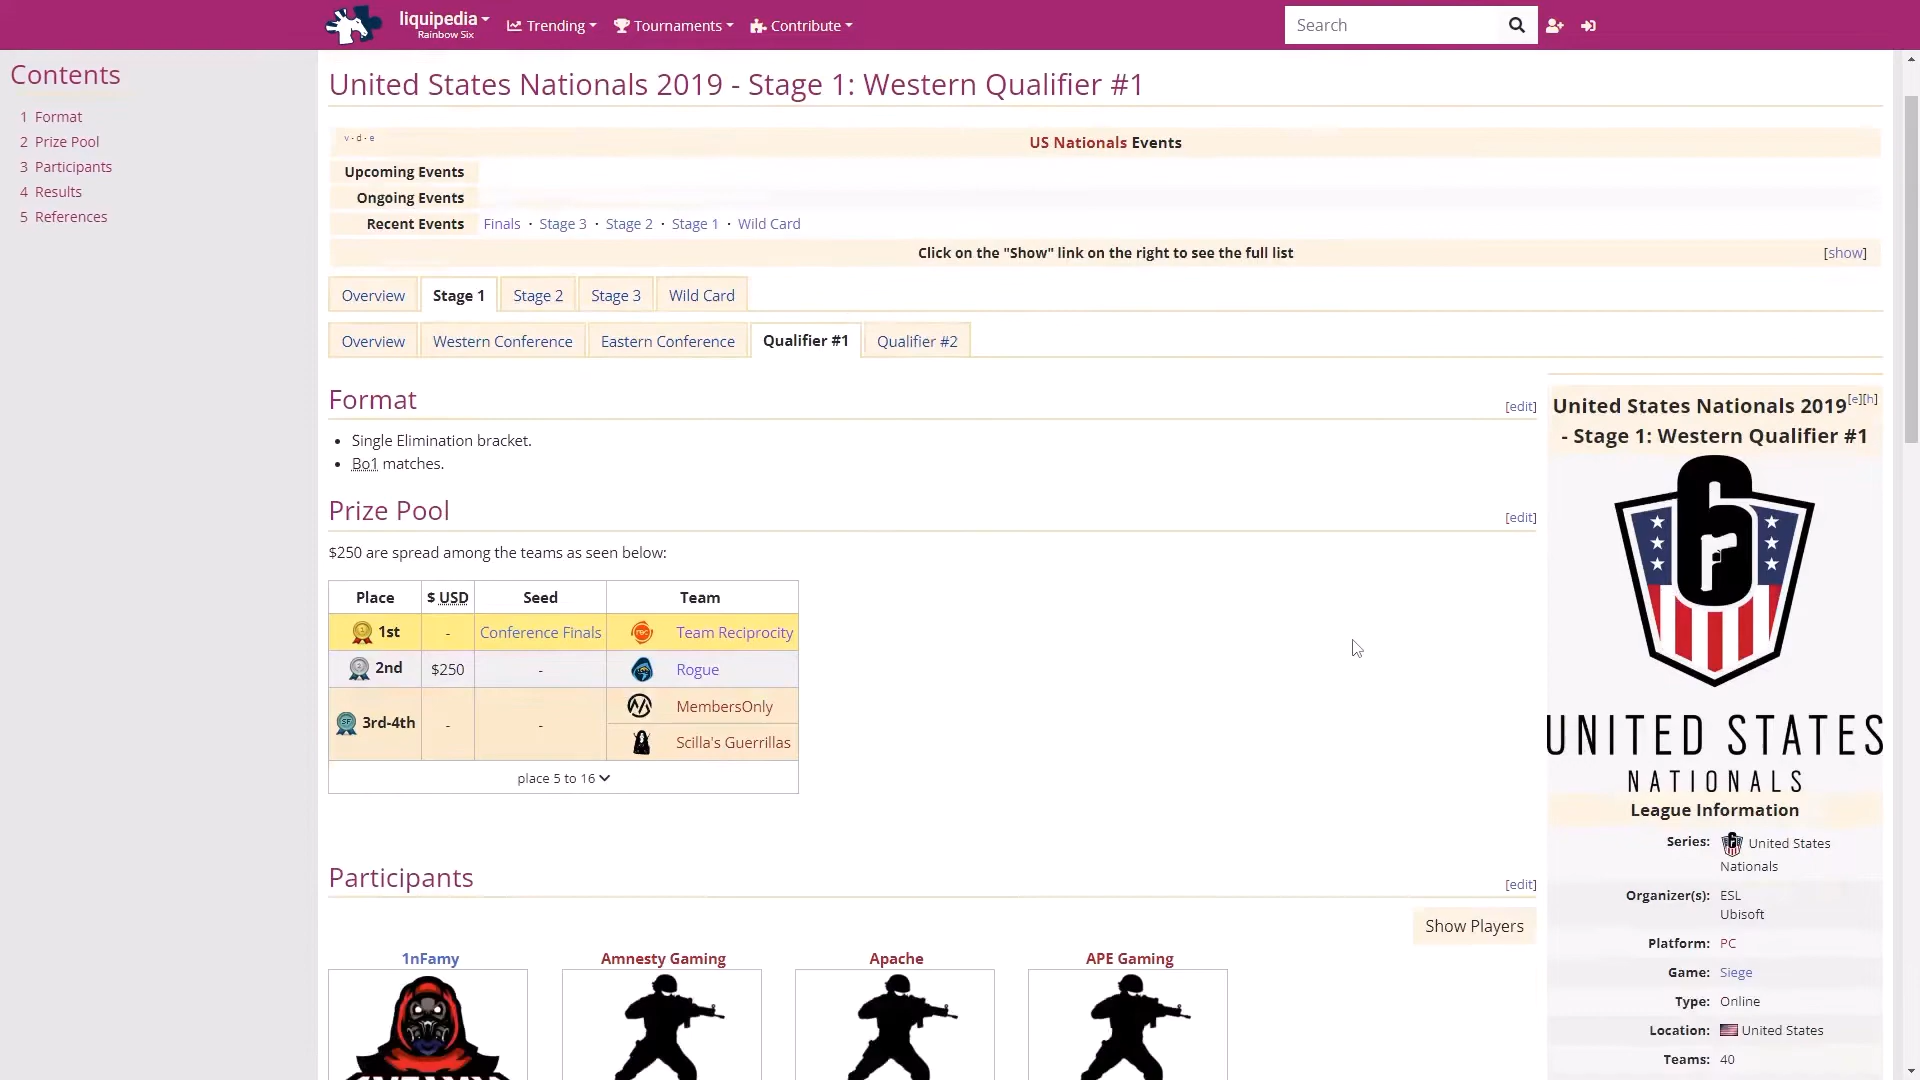 liquipedia
Rainbow Six
Trending
Tournaments
Contribute
Search
Contents
1 Format
2 Prize Pool
3 Participants
4 Results
5 References
United States Nationals 2019 - Stage 1: Western Qualifier #1
v · d · e
US Nationals Events
Upcoming Events
Ongoing Events
Recent Events Finals · Stage 3 · Stage 2 · Stage 1 · Wild Card
Click on the "Show" link on the right to see the full list [show]
Overview Stage 1 Stage 2 Stage 3 Wild Card
Overview Western Conference Eastern Conference Qualifier #1 Qualifier #2
Format [edit]
• Single Elimination bracket.
• Bo1 matches.
Prize Pool [edit]
$250 are spread among the teams as seen below:
Place $ USD Seed Team
1st - Conference Finals rec Team Reciprocity
2nd $250 - Rogue
SF 3rd-4th - - MembersOnly
Scilla's Guerrillas
place 5 to 16
Participants [edit]
Show Players
1nFamy Amnesty Gaming Apache APE Gaming
United States Nationals 2019 [e][h]
- Stage 1: Western Qualifier #1
6
UNITED STATES
NATIONALS
League Information
Series: United States
Nationals
Organizer(s): ESL
Ubisoft
Platform: PC
Game: Siege
Type: Online
Location: United States
Teams: 40